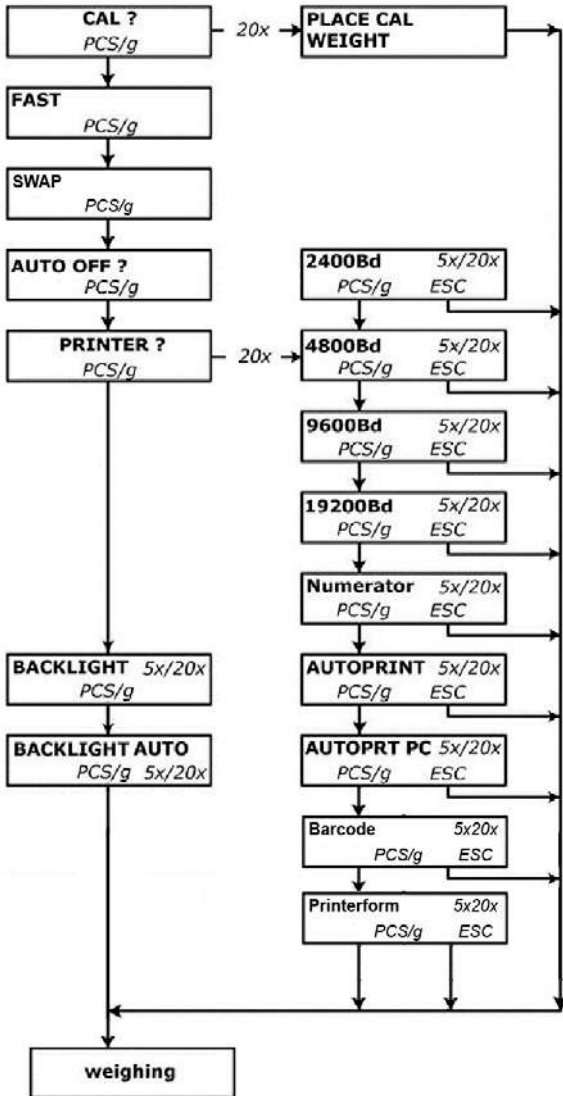 CAL ?
PCS/g
20x
PLACE CAL
WEIGHT
FAST
PCS/g
SWAP
PCS/g
AUTO OFF ?
PCS/g
PRINTER ?
PCS/g
20x
2400Bd 5x/20x
PCS/g ESC
4800Bd 5x/20x
PCS/g ESC
9600Bd 5x/20x
PCS/g ESC
19200Bd 5x/20x
PCS/g ESC
Numerator 5x/20x
PCS/g ESC
AUTOPRINT 5x/20x
PCS/g ESC
AUTOPRT PC 5x/20x
PCS/g ESC
Barcode 5x20x
PCS/g ESC
Printerform 5x20x
PCS/g ESC
BACKLIGHT 5x/20x
PCS/g
BACKLIGHT AUTO
PCS/g 5x/20x
weighing